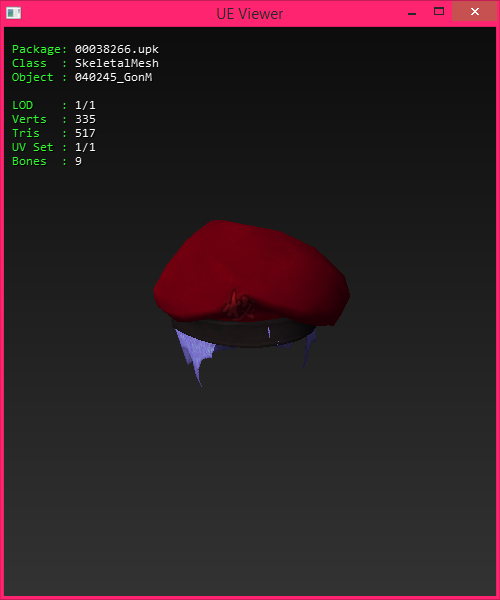 UE Viewer
Package: 00038266.upk
Class : SkeletalMesh
Object : 040245_GonM
LOD : 1/1
Verts : 335
Tris : 517
UV Set : 1/1
Bones : 9